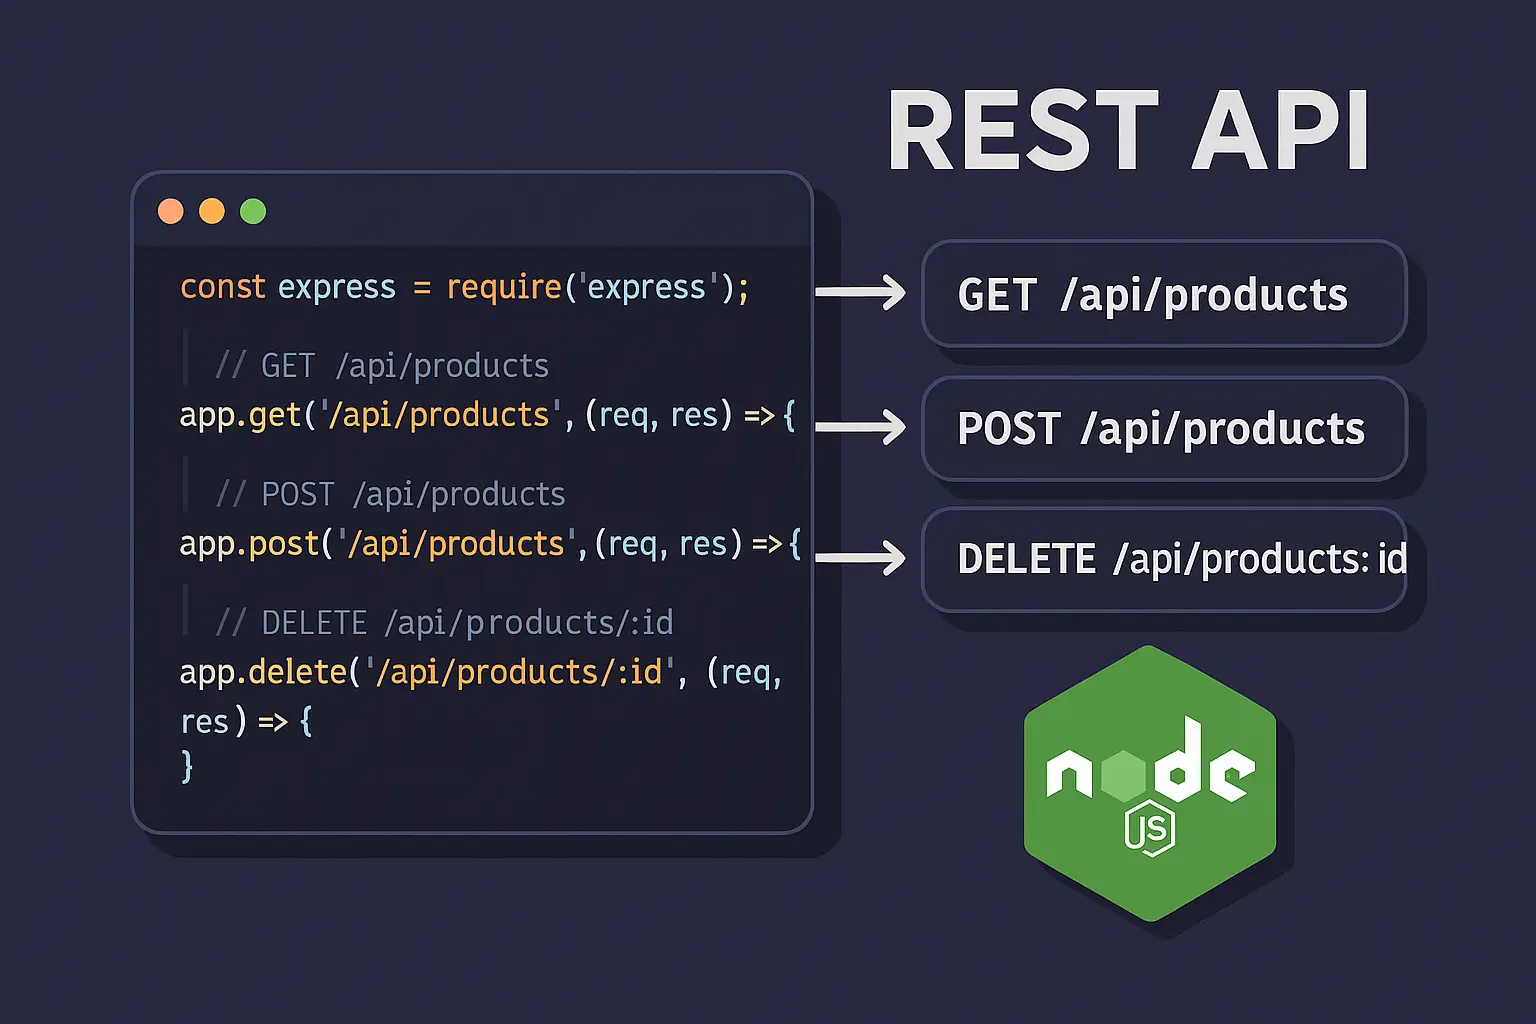 REST API
const express = require('express');
// GET /api/products
app.get('/api/products',(req, res) => {
// POST /api/products
app.post('/api/products',(req, res) => {
// DELETE /api/products/:id
app.delete('/api/products/:id', (req,
res) => {
}
GET /api/products
POST /api/products
DELETE /api/products: id
node
JS